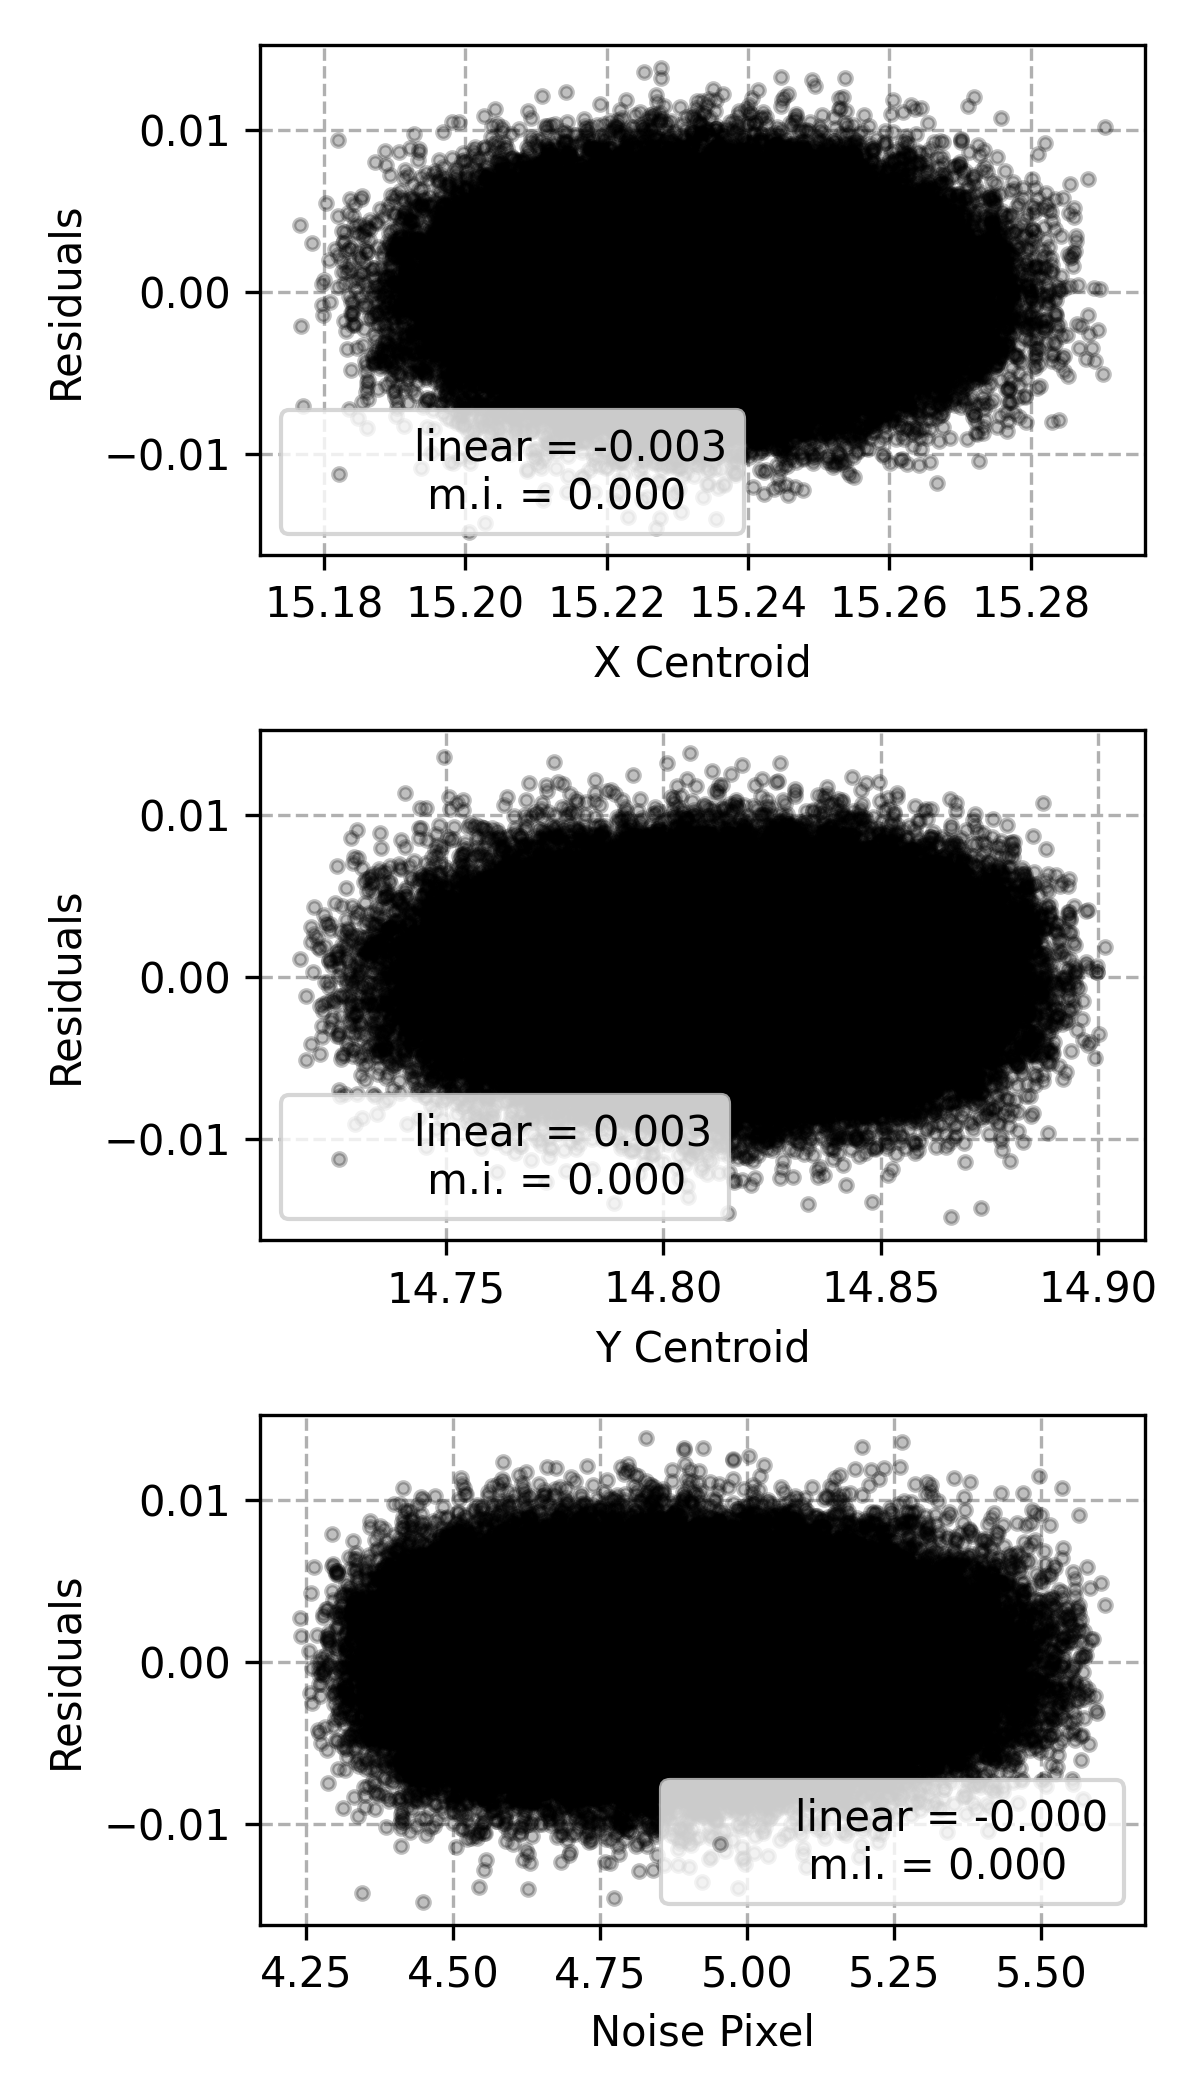 Residuals
0.01
0.00
−0.01
linear = -0.003
m.i. = 0.000
15.18 15.20 15.22 15.24 15.26 15.28
X Centroid
Residuals
0.01
0.00
−0.01
linear = 0.003
m.i. = 0.000
14.75 14.80 14.85 14.90
Y Centroid
Residuals
0.01
0.00
−0.01
linear = -0.000
m.i. = 0.000
4.25 4.50 4.75 5.00 5.25 5.50
Noise Pixel